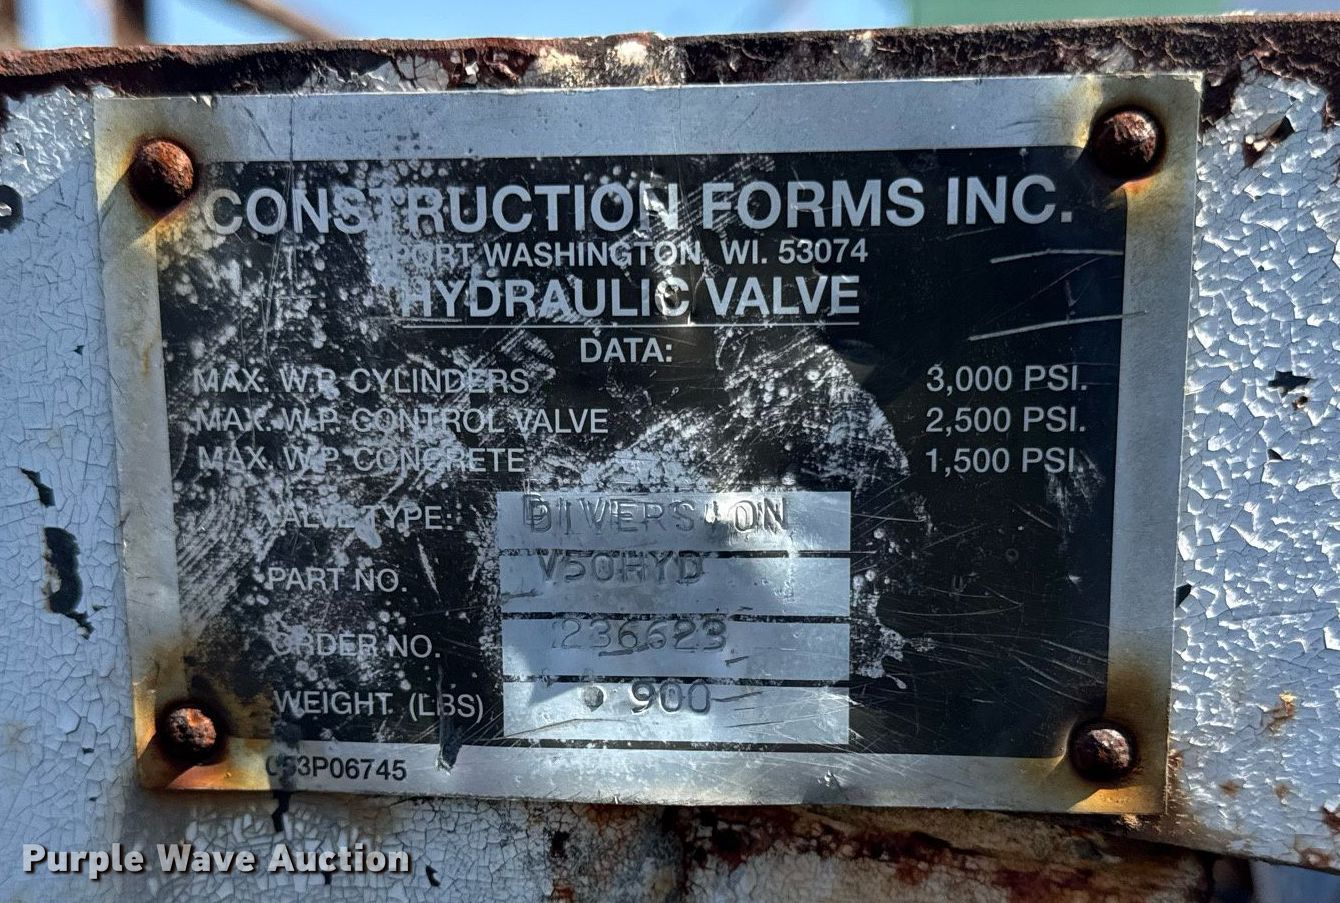 CONSTRUCTION FORMS INC.
PORT WASHINGTON, WI. 53074
HYDRAULIC VALVE
DATA:
MAX. W.P. CYLINDERS 3,000 PSI.
MAX. W.P. CONTROL VALVE 2,500 PSI.
MAX. W.P. CONCRETE 1,500 PSI.
VALVE TYPE: DIVERSION
PART NO. V50HYD
ORDER NO. 236623
WEIGHT. (LBS) 900
053P06745
Purple Wave Auction